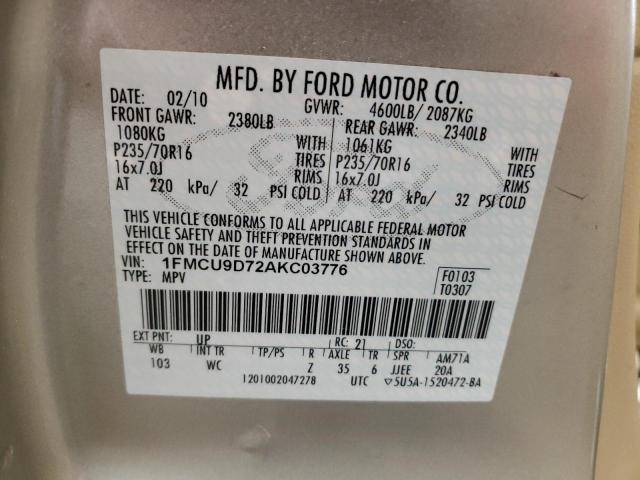 MFD. BY FORD MOTOR CO.
DATE: 02/10 GVWR: 4600LB/ 2087KG
FRONT GAWR: 2380LB REAR GAWR: 2340LB
1080KG WITH 1061KG WITH
P235/70R16 TIRES P235/70R16 TIRES
16x7.0J RIMS 16x7.0J RIMS
AT 220 kPa/ 32 PSI COLD AT 220 kPa/ 32 PSI COLD
THIS VEHICLE CONFORMS TO ALL APPLICABLE FEDERAL MOTOR
VEHICLE SAFETY AND THEFT PREVENTION STANDARDS IN
EFFECT ON THE DATE OF MANUFACTURE SHOWN ABOVE.
VIN: 1FMCU9D72AKC03776 F0103
TYPE: MPV T0307
EXT PNT: UP RC: 21 DSO:
WB INT TR TP/PS R AXLE TR SPR AM71A
103 WC Z 35 6 JJEE 20A
1201002047278 UTC ▽5U5A-1520472-BA
Ford